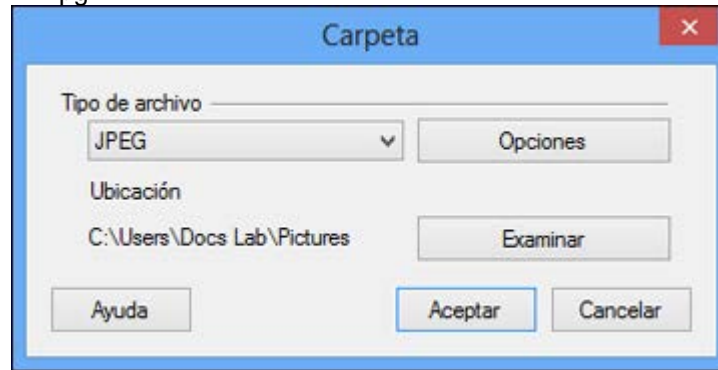 Carpeta
Tipo de archivo
JPEG
Opciones
Ubicación
C:\Users\Docs Lab\Pictures
Examinar
Ayuda
Aceptar
Cancelar